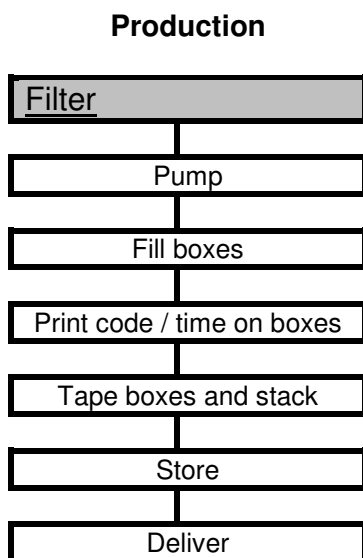 Production
Filter
Pump
Fill boxes
Print code / time on boxes
Tape boxes and stack
Store
Deliver